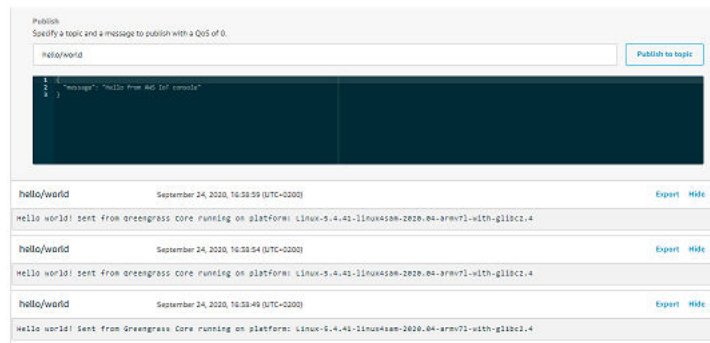 Publish
Specify a topic and a message to publish with a QoS of 0.
hello/world
Publish to topic
1 {
2 "message": "Hello from AWS IoT console"
3 }
hello/world September 24, 2020, 16:38:59 (UTC+0200) Export Hide
Hello world! Sent from Greengrass Core running on platform: Linux-5.4.41-linux4sam-2020.04-armv7l-with-glibc2.4
hello/world September 24, 2020, 16:38:54 (UTC+0200) Export Hide
Hello world! Sent from Greengrass Core running on platform: Linux-5.4.41-linux4sam-2020.04-armv7l-with-glibc2.4
hello/world September 24, 2020, 16:38:49 (UTC+0200) Export Hide
Hello world! Sent from Greengrass Core running on platform: Linux-5.4.41-linux4sam-2020.04-armv7l-with-glibc2.4